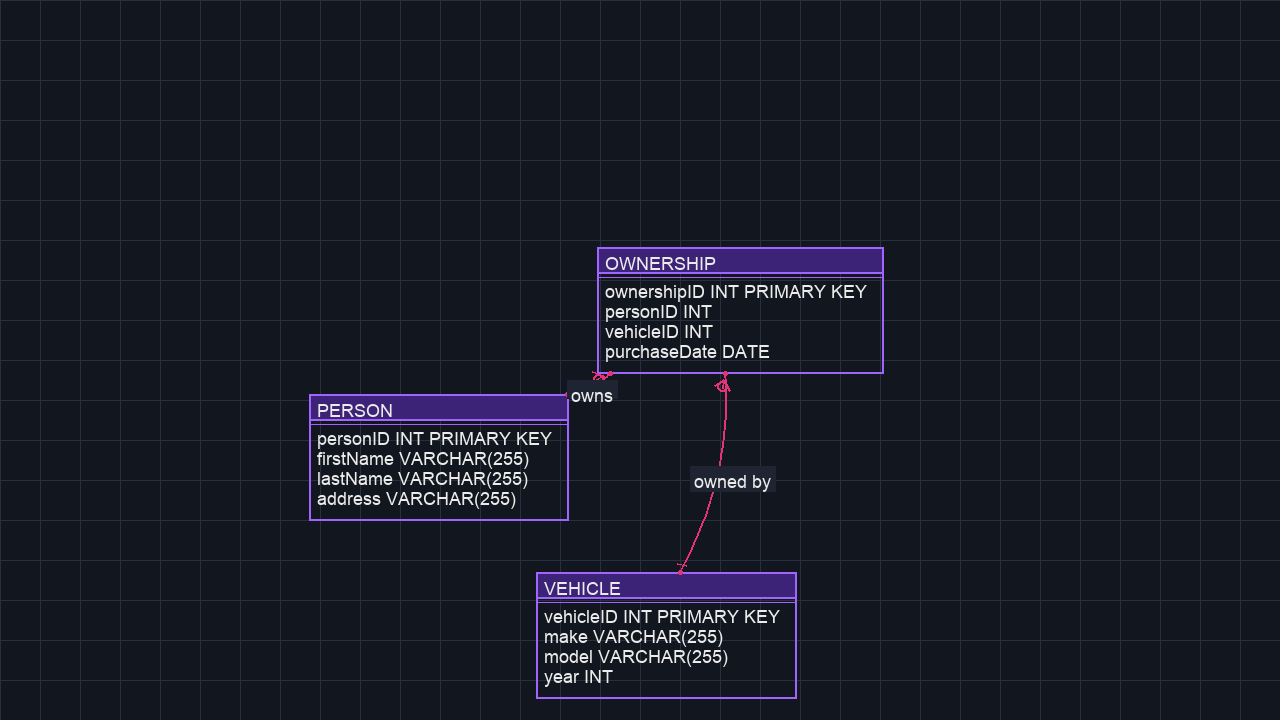 OWNERSHIP
ownershipID INT PRIMARY KEY
personID INT
vehicleID INT
purchaseDate DATE
owns
PERSON
personID INT PRIMARY KEY
firstName VARCHAR(255)
lastName VARCHAR(255)
address VARCHAR(255)
owned by
VEHICLE
vehicleID INT PRIMARY KEY
make VARCHAR(255)
model VARCHAR(255)
year INT